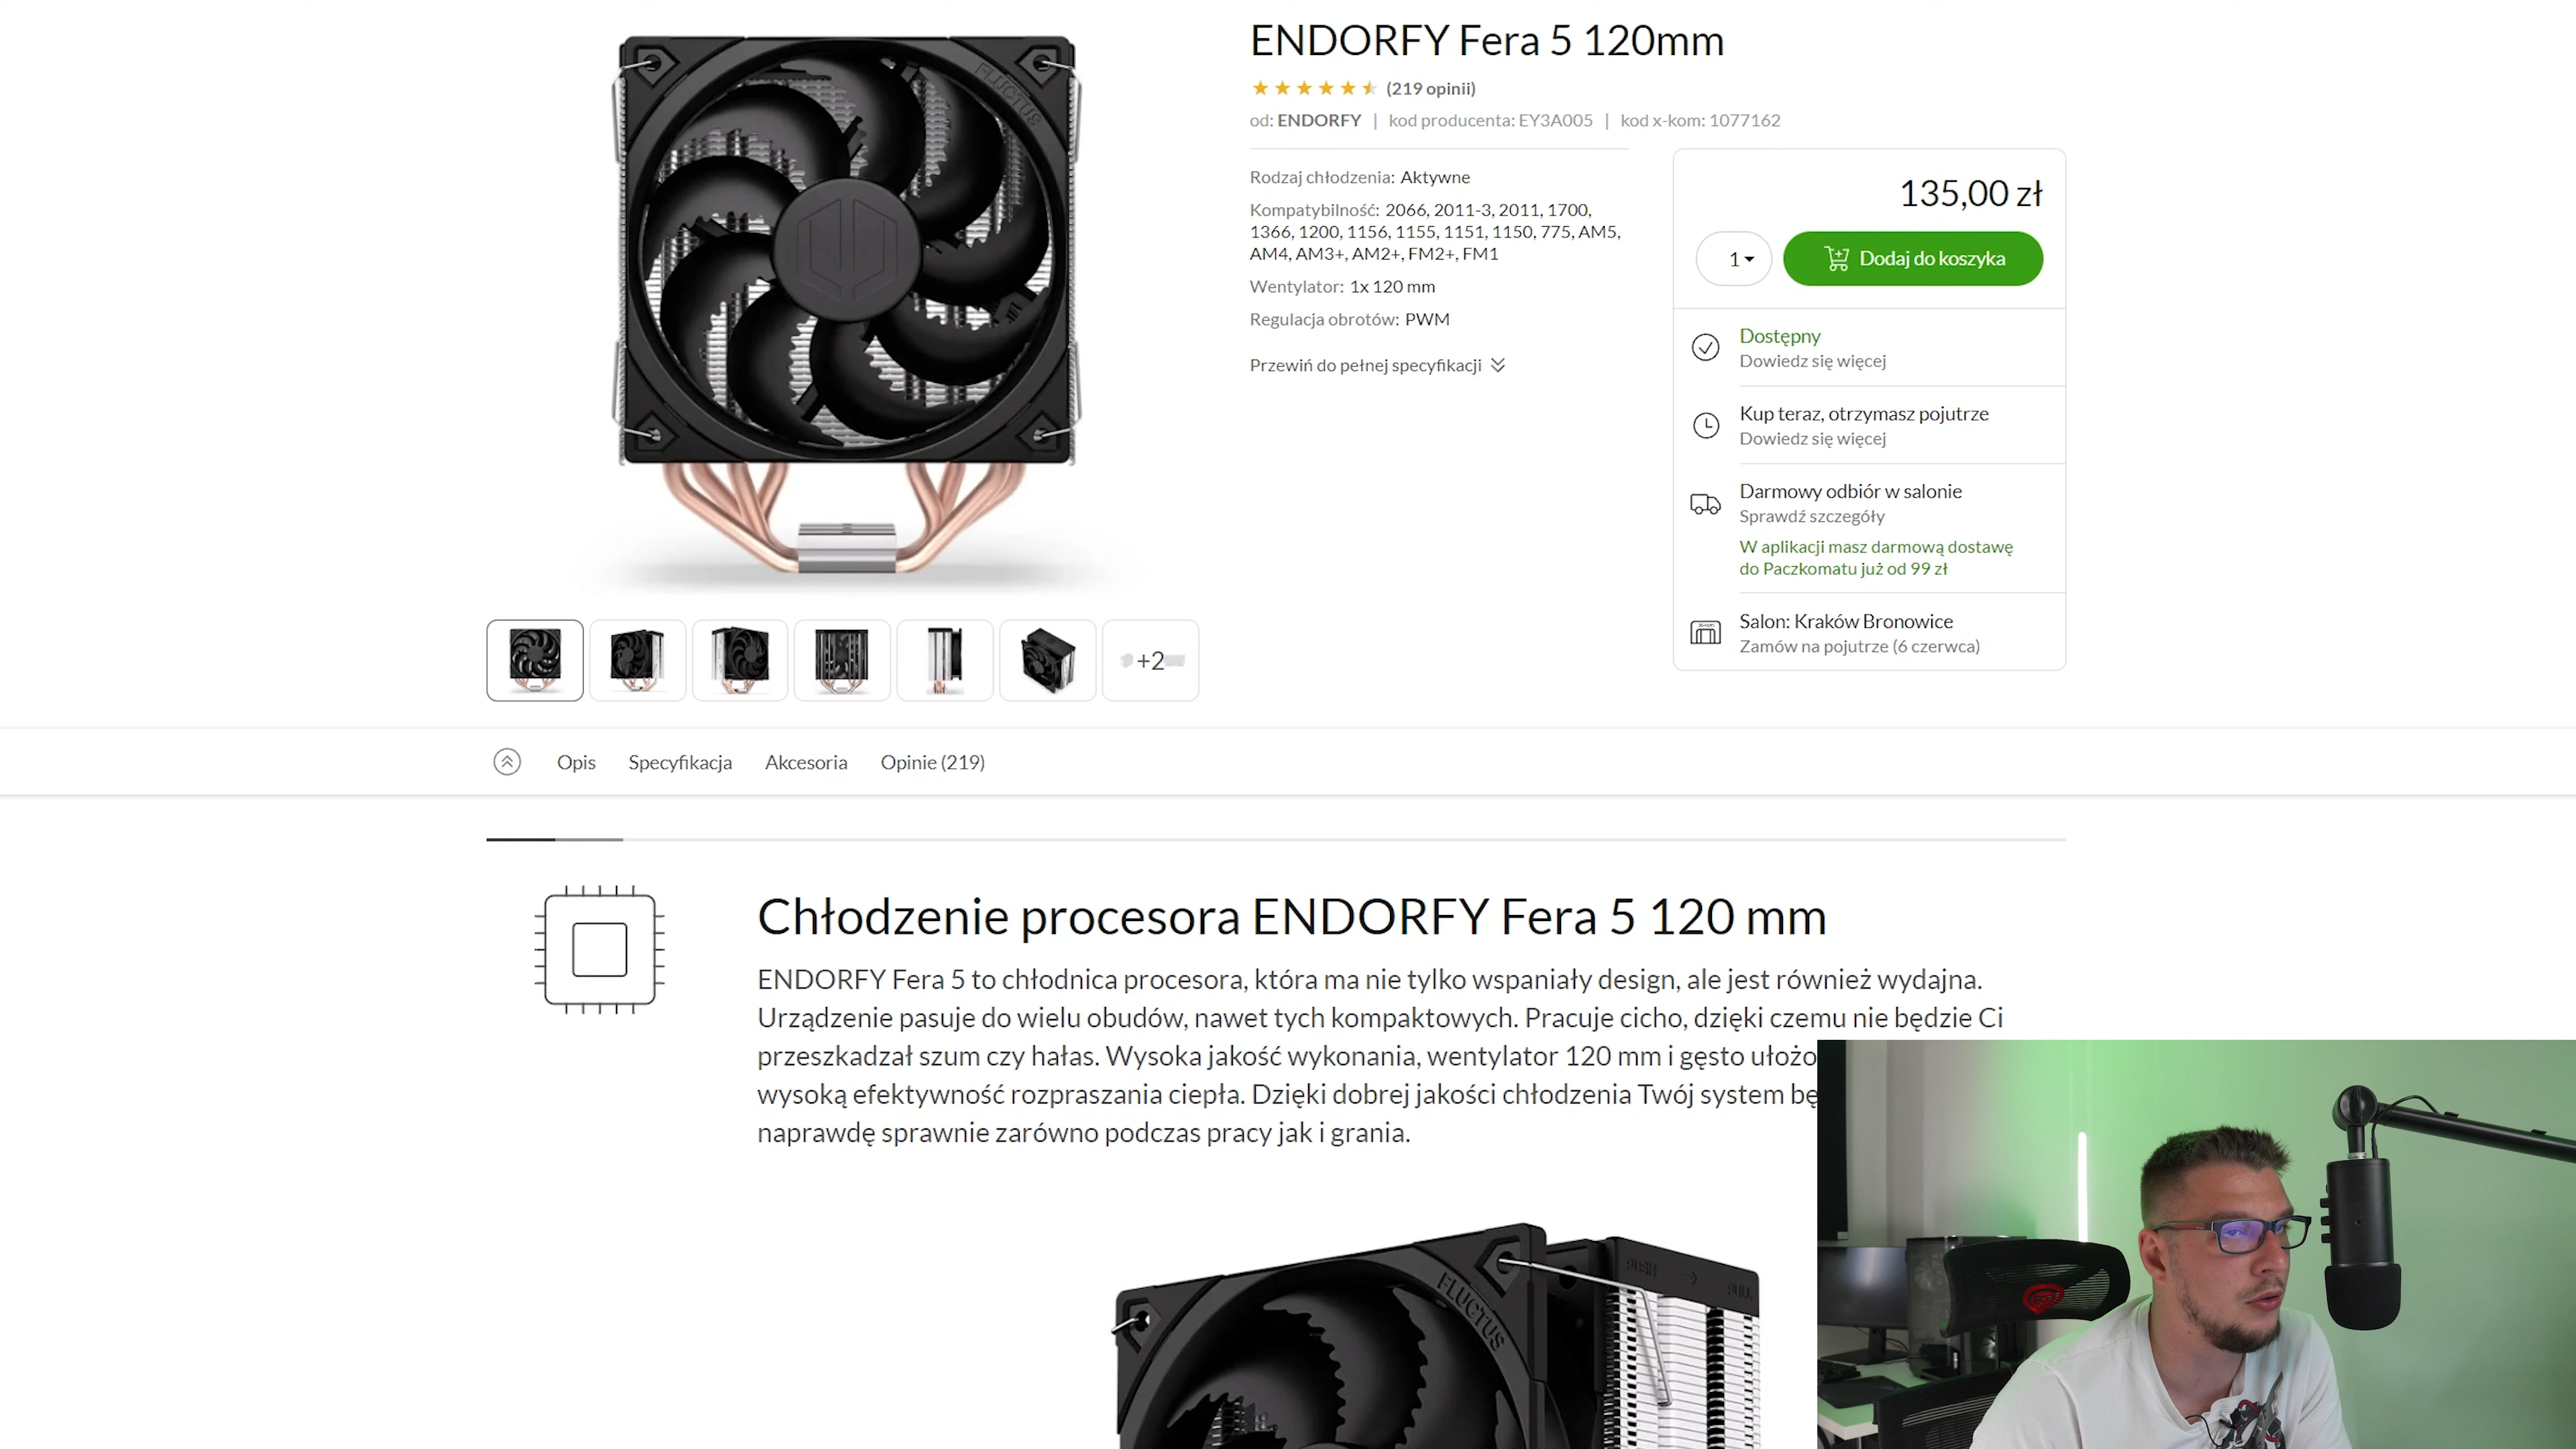 FLUCTUS
ENDORFY Fera 5 120mm
(219 opinii)
od: ENDORFY | kod producenta: EY3A005 | kod x-kom: 1077162
Rodzaj chłodzenia: Aktywne
Kompatybilność: 2066, 2011-3, 2011, 1700,
1366, 1200, 1156, 1155, 1151, 1150, 775, AM5,
AM4, AM3+, AM2+, FM2+, FM1
Wentylator: 1x 120 mm
Regulacja obrotów: PWM
Przewiń do pełnej specyfikacji
135,00 zł
1
Dodaj do koszyka
Dostępny
Dowiedz się więcej
Kup teraz, otrzymasz pojutrze
Dowiedz się więcej
Darmowy odbiór w salonie
Sprawdź szczegóły
W aplikacji masz darmową dostawę
do Paczkomatu już od 99 zł
Salon: Kraków Bronowice
Zamów na pojutrze (6 czerwca)
+2
Opis Specyfikacja Akcesoria Opinie (219)
Chłodzenie procesora ENDORFY Fera 5 120 mm
ENDORFY Fera 5 to chłodnica procesora, która ma nie tylko wspaniały design, ale jest również wydajna.
Urządzenie pasuje do wielu obudów, nawet tych kompaktowych. Pracuje cicho, dzięki czemu nie będzie Ci
przeszkadzał szum czy hałas. Wysoka jakość wykonania, wentylator 120 mm i gęsto ułożo
wysoką efektywność rozpraszania ciepła. Dzięki dobrej jakości chłodzenia Twój system bę
naprawdę sprawnie zarówno podczas pracy jak i grania.
FLUCTUS
PUSH → PULL